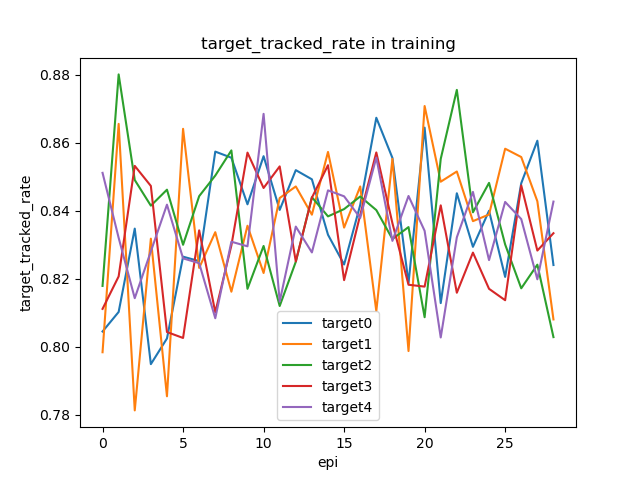 target_tracked_rate in training
target_tracked_rate
0.88
0.86
0.84
0.82
0.80
0.78
target0
target1
target2
target3
target4
0
5
10
15
20
25
epi